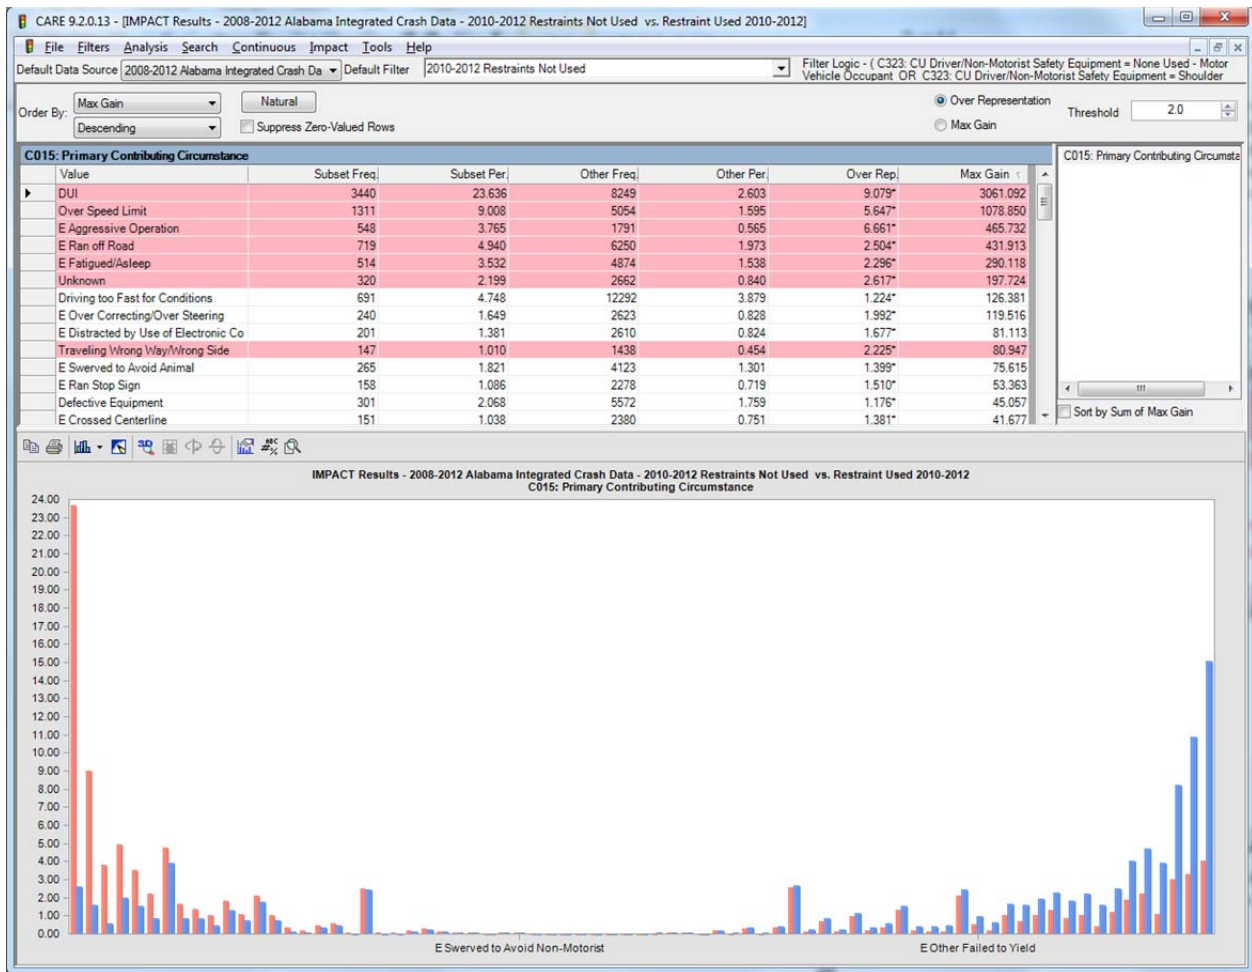 CARE 9.2.0.13 - [IMPACT Results - 2008-2012 Alabama Integrated Crash Data - 2010-2012 Restraints Not Used vs. Restraint Used 2010-2012]
File Filters Analysis Search Continuous Impact Tools Help
Default Data Source 2008-2012 Alabama Integrated Crash Da Default Filter 2010-2012 Restraints Not Used Filter Logic - ( C323: CU Driver/Non-Motorist Safety Equipment = None Used - Motor
Vehicle Occupant OR C323: CU Driver/Non-Motorist Safety Equipment = Shoulder
Order By: Max Gain Natural Over Representation Threshold 2.0
Descending Suppress Zero-Valued Rows Max Gain
C015: Primary Contributing Circumstance C015: Primary Contributing Circumsta
Value Subset Freq. Subset Per. Other Freq. Other Per. Over Rep. Max Gain
DUI 3440 23.636 8249 2.603 9.079* 3061.092
Over Speed Limit 1311 9.008 5054 1.595 5.647* 1078.850
E Aggressive Operation 548 3.765 1791 0.565 6.661* 465.732
E Ran off Road 719 4.940 6250 1.973 2.504* 431.913
E Fatigued/Asleep 514 3.532 4874 1.538 2.296* 290.118
Unknown 320 2.199 2662 0.840 2.617* 197.724
Driving too Fast for Conditions 691 4.748 12292 3.879 1.224* 126.381
E Over Correcting/Over Steering 240 1.649 2623 0.828 1.992* 119.516
E Distracted by Use of Electronic Co 201 1.381 2610 0.824 1.677* 81.113
Traveling Wrong Way/Wrong Side 147 1.010 1438 0.454 2.225* 80.947
E Swerved to Avoid Animal 265 1.821 4123 1.301 1.399* 75.615
E Ran Stop Sign 158 1.086 2278 0.719 1.510* 53.363
Defective Equipment 301 2.068 5572 1.759 1.176* 45.057
E Crossed Centerline 151 1.038 2380 0.751 1.381* 41.677
Sort by Sum of Max Gain
3D ABC
IMPACT Results - 2008-2012 Alabama Integrated Crash Data - 2010-2012 Restraints Not Used vs. Restraint Used 2010-2012
C015: Primary Contributing Circumstance
24.00
23.00
22.00
21.00
20.00
19.00
18.00
17.00
16.00
15.00
14.00
13.00
12.00
11.00
10.00
9.00
8.00
7.00
6.00
5.00
4.00
3.00
2.00
1.00
0.00
E Swerved to Avoid Non-Motorist E Other Failed to Yield